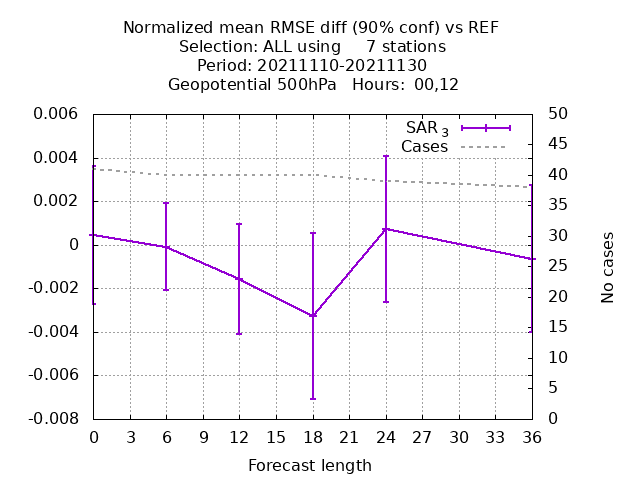 Normalized mean RMSE diff (90% conf) vs REF
Selection: ALL using 7 stations
Period: 20211110-20211130
Geopotential 500hPa Hours: 00,12
SAR 3
Cases
0.006
0.004
0.002
0
-0.002
-0.004
-0.006
-0.008
50
45
40
35
30
25
20
15
10
5
0
No cases
0 3 6 9 12 15 18 21 24 27 30 33 36
Forecast length